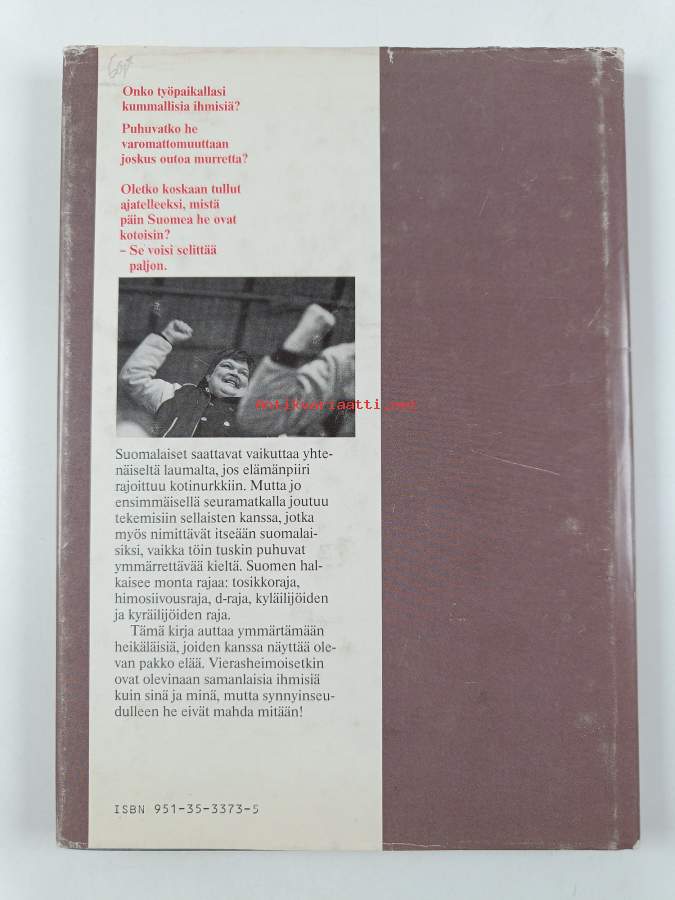 Onko työpaikallasi
kummallisia ihmisiä?
Puhuvatko he
varomattomuuttaan
joskus outoa murretta?
Oletko koskaan tullut
ajatelleeksi, mistä
päin Suomea he ovat
kotoisin?
– Se voisi selittää
paljon.
antikvariaatti.net
Suomalaiset saattavat vaikuttaa yhte-
näiseltä laumalta, jos elämänpiiri
rajoittuu kotinurkkiin. Mutta jo
ensimmäisellä seuramatkalla joutuu
tekemisiin sellaisten kanssa, jotka
myös nimittävät itseään suomalai-
siksi, vaikka töin tuskin puhuvat
ymmärrettävää kieltä. Suomen hal-
kaisee monta rajaa: tosikkoraja,
himosiivousraja, d-raja, kyläilijöiden
ja kyräilijöiden raja.
Tämä kirja auttaa ymmärtämään
heikäläisiä, joiden kanssa näyttää ole-
van pakko elää. Vierasheimoisetkin
ovat olevinaan samanlaisia ihmisiä
kuin sinä ja minä, mutta synnyinseu-
dulleen he eivät mahda mitään!
ISBN 951-35-3373-5